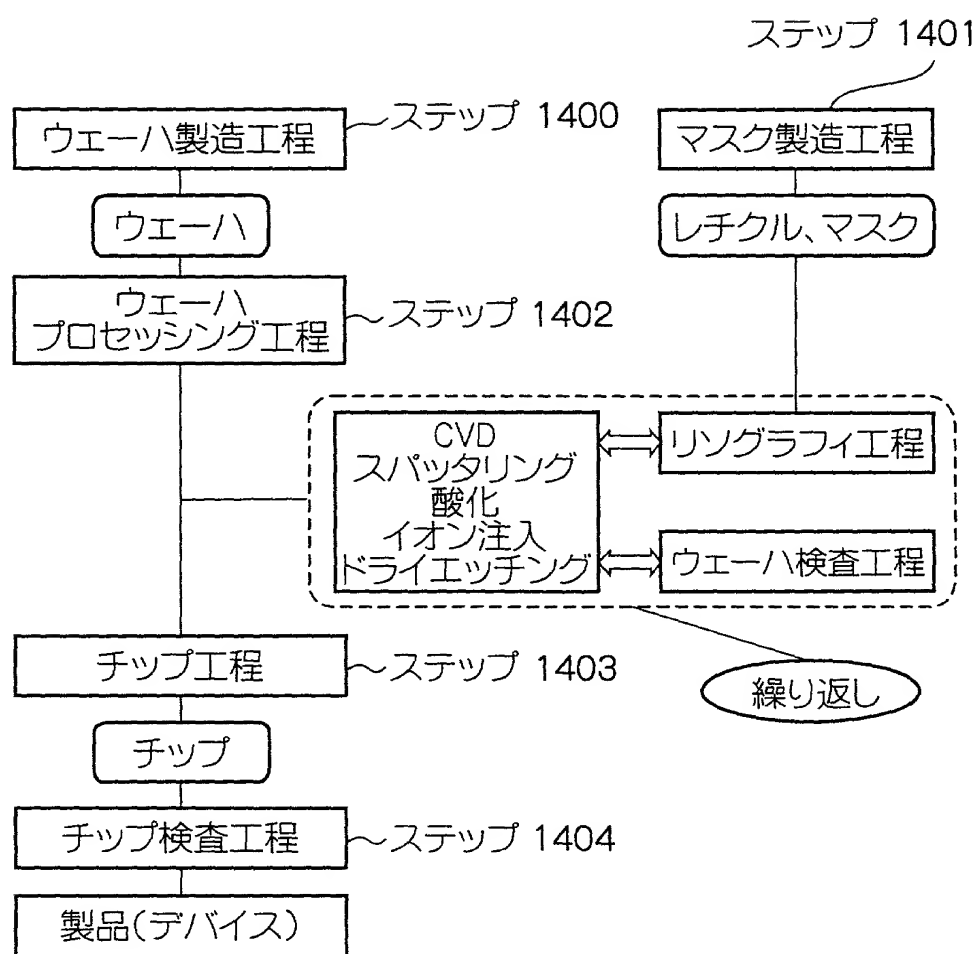 ステップ 1401
ウェーハ製造工程
ステップ 1400
マスク製造工程
ウェーハ
レチクル、マスク
ウェーハ
プロセッシング工程
ステップ 1402
CVD
スパッタリング
酸化
イオン注入
ドライエッチング
リソグラフィ工程
ウェーハ検査工程
チップ工程
ステップ 1403
繰り返し
チップ
チップ検査工程
ステップ 1404
製品(デバイス)